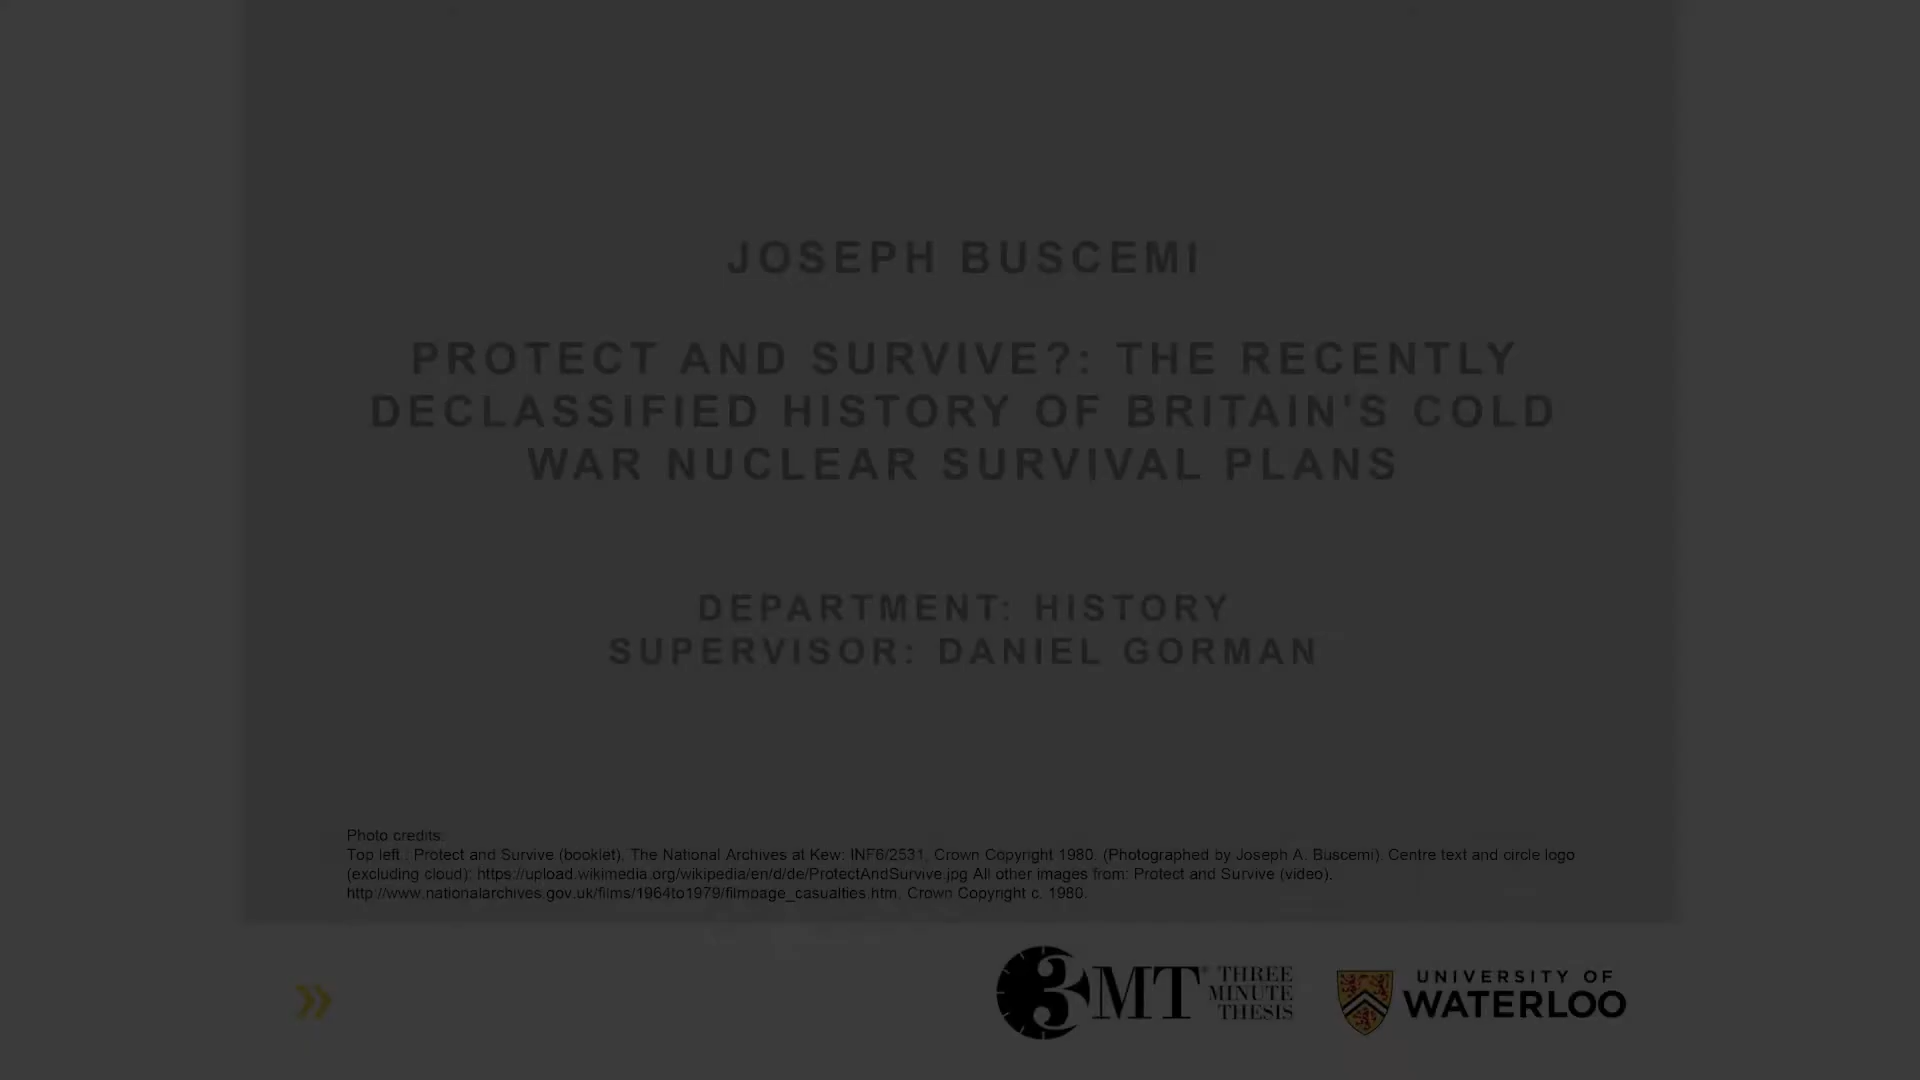 JOSEPH BUSCEMI
PROTECT AND SURVIVE?: THE RECENTLY
DECLASSIFIED HISTORY OF BRITAIN'S COLD
WAR NUCLEAR SURVIVAL PLANS
DEPARTMENT: HISTORY
SUPERVISOR: DANIEL GORMAN
Photo credits:
Top left.: Protect and Survive (booklet), The National Archives at Kew: INF6/2531, Crown Copyright 1980. (Photographed by Joseph A. Buscemi). Centre text and circle logo
(excluding cloud): https://upload.wikimedia.org/wikipedia/en/d/de/ProtectAndSurvive.jpg All other images from: Protect and Survive (video),
http://www.nationalarchives.gov.uk/films/1964to1979/filmpage_casualties.htm, Crown Copyright c. 1980.
3MT® THREE
MINUTE
THESIS
UNIVERSITY OF
WATERLOO